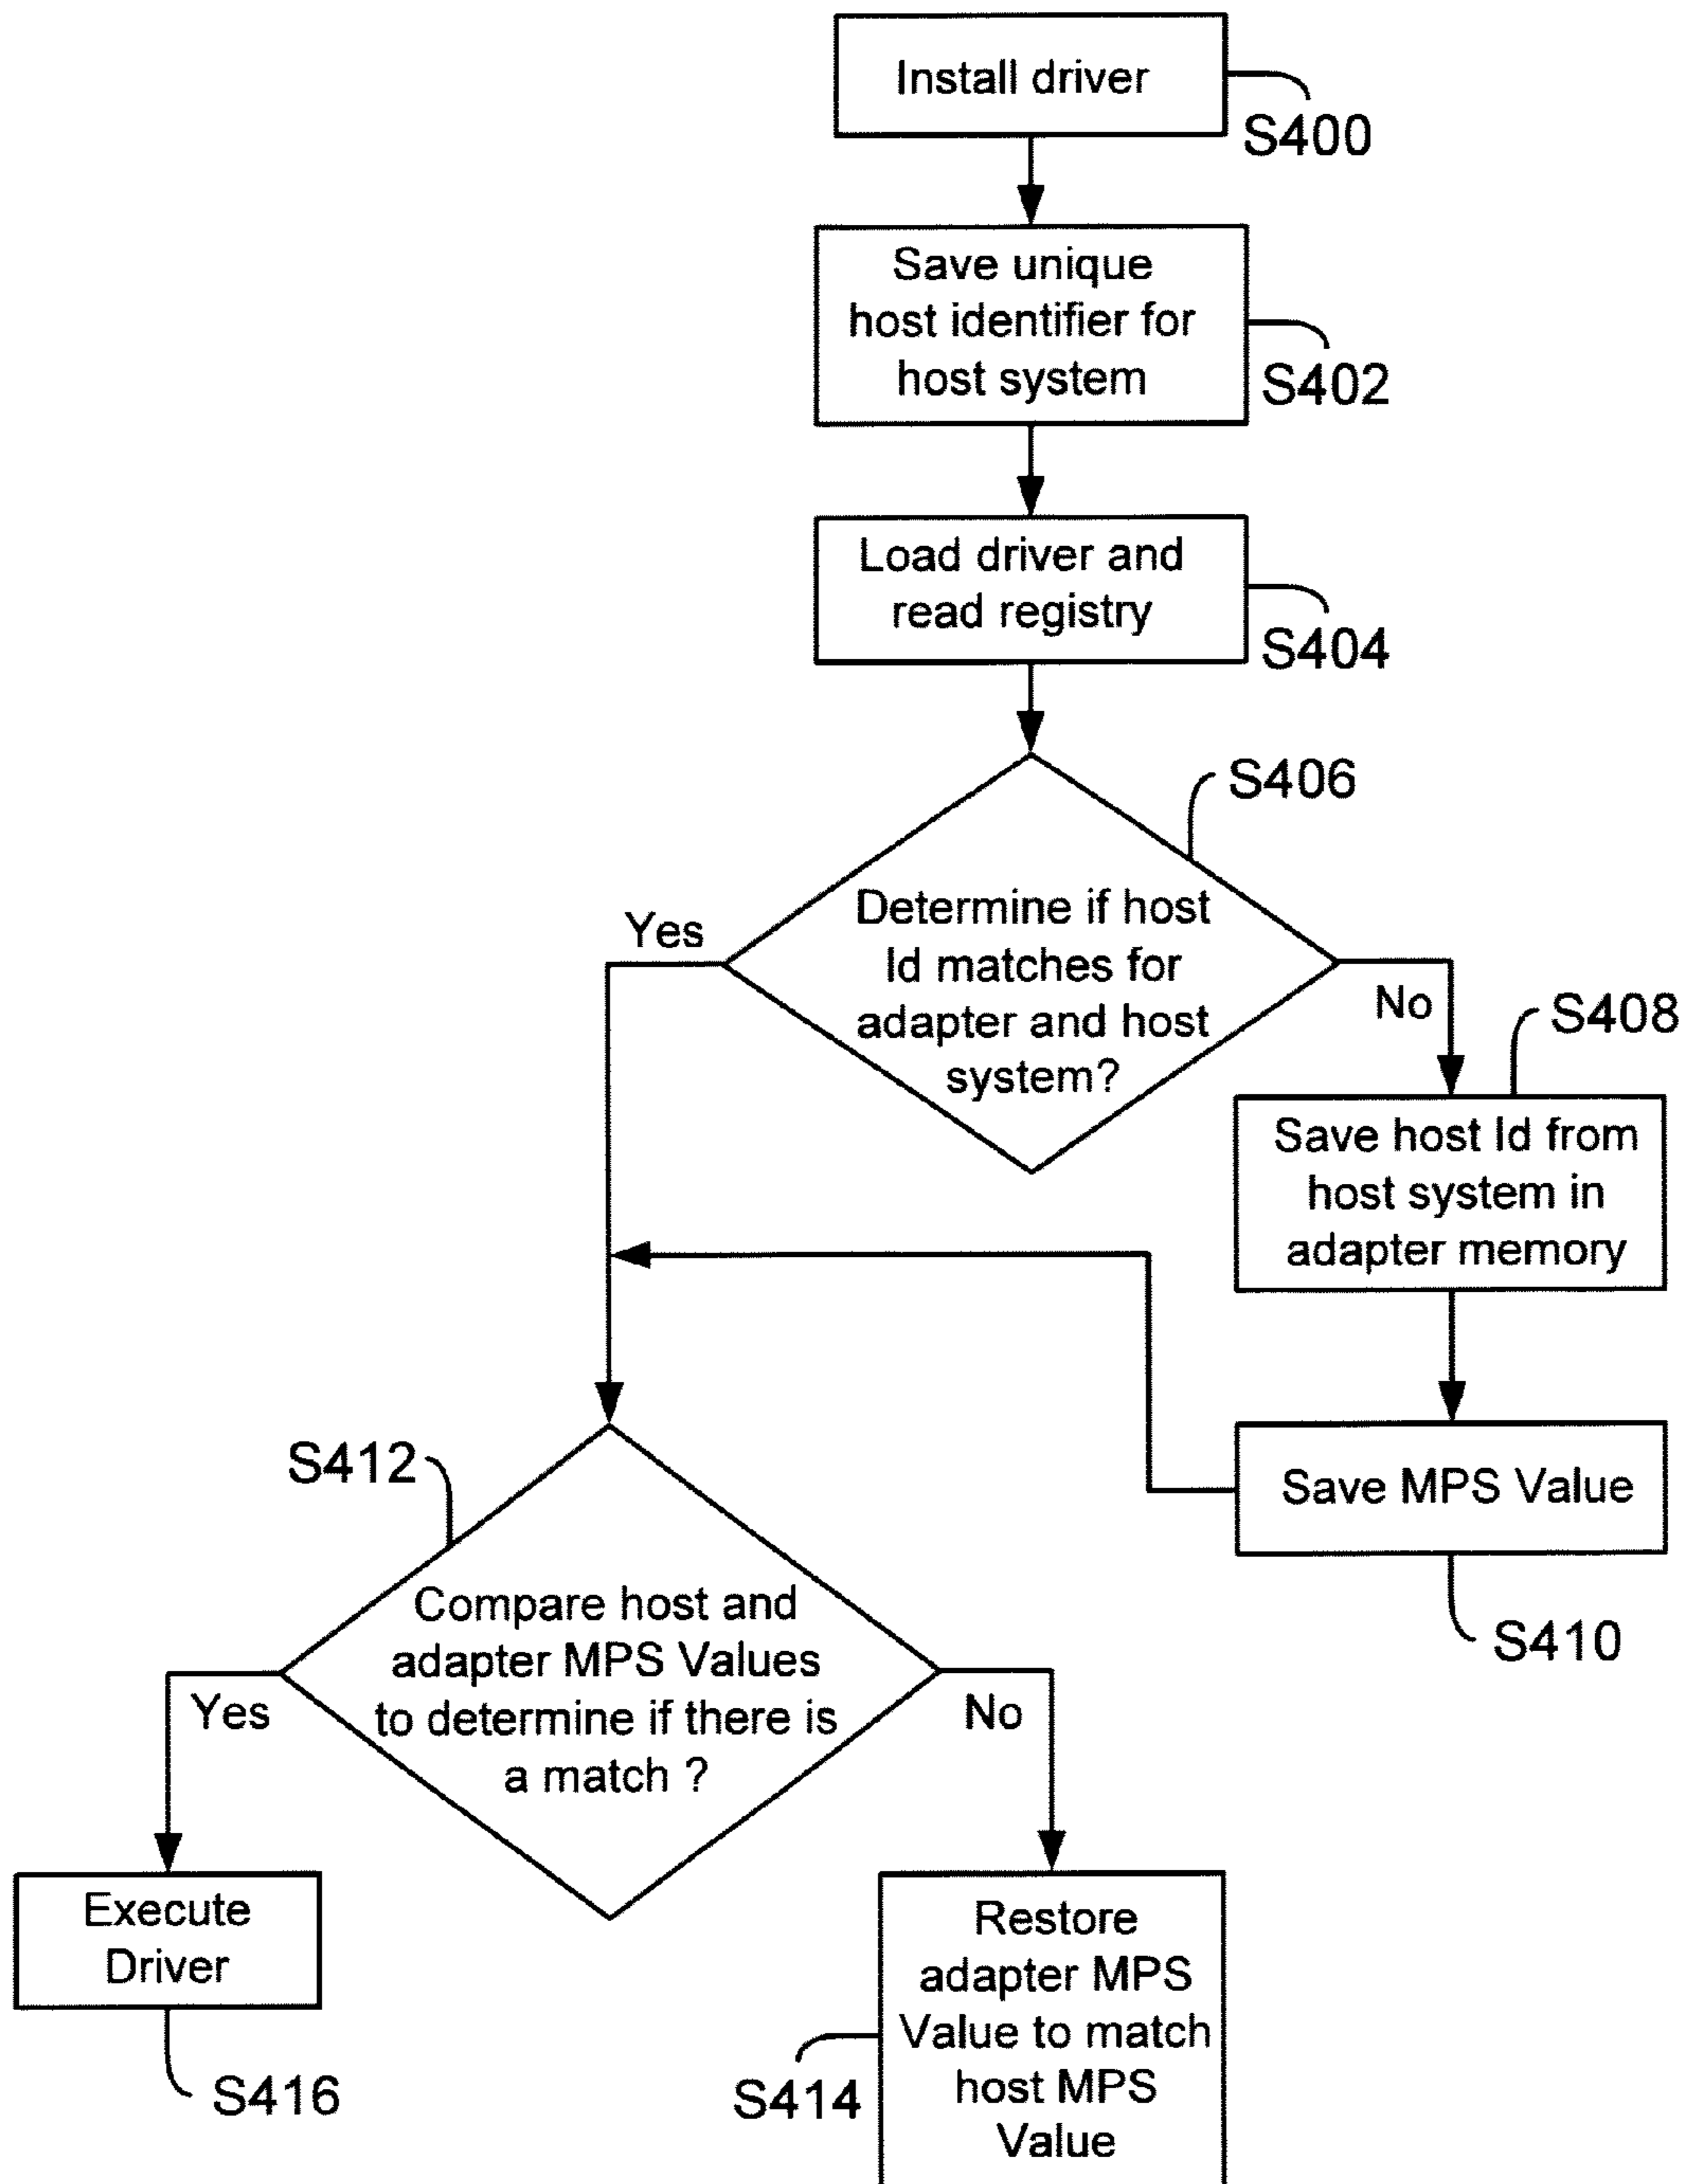 Install driver
S400
Save unique
host identifier for
host system
S402
Load driver and
read registry
S404
S406
Determine if host
Id matches for
adapter and host
system?
Yes
No
S408
Save host Id from
host system in
adapter memory
Save MPS Value
S410
S412
Compare host and
adapter MPS Values
to determine if there is
a match ?
Yes
No
Execute
Driver
S416
Restore
adapter MPS
Value to match
host MPS
Value
S414